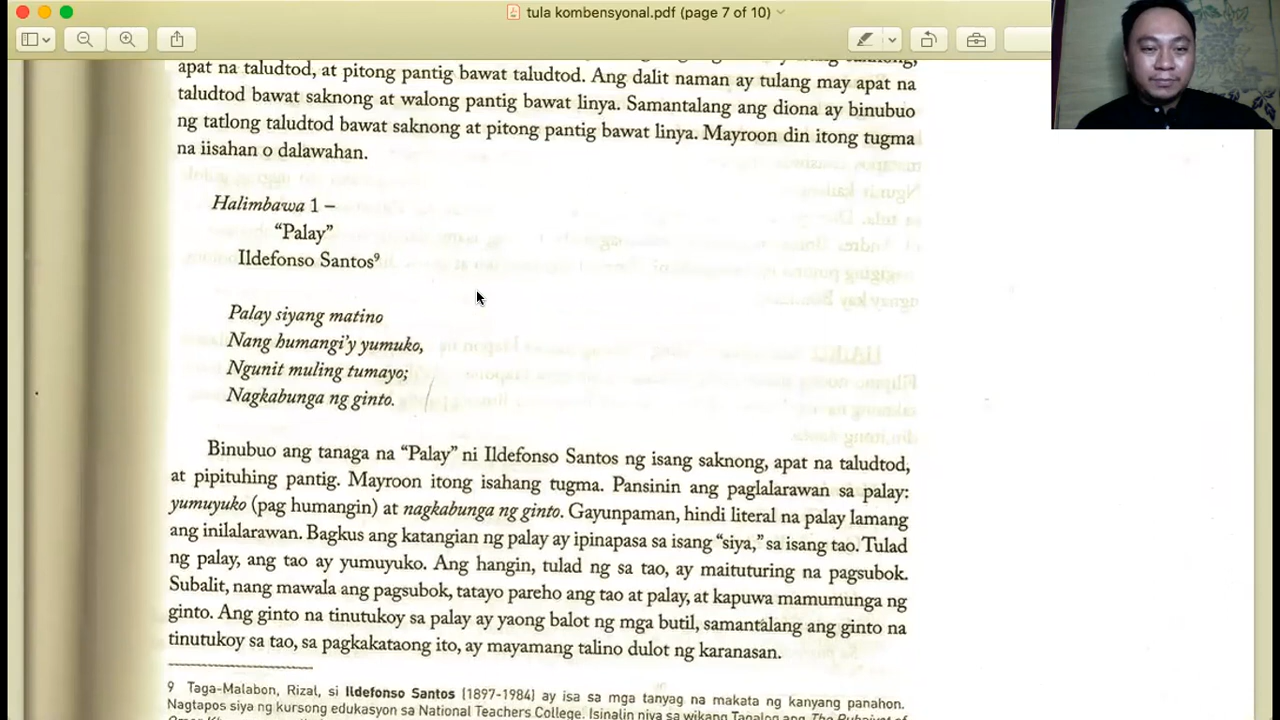 tula kombensyonal.pdf (page 7 of 10)
apat na taludtod, at pitong pantig bawat taludtod. Ang dalit naman ay tulang may apat na
taludtod bawat saknong at walong pantig bawat linya. Samantalang ang diona ay binubuo
ng tatlong taludtod bawat saknong at pitong pantig bawat linya. Mayroon din itong tugma
na iisahan o dalawahan.
Halimbawa 1 –
“Palay”
Ildefonso Santos⁹
Palay siyang matino
Nang humangi’y yumuko,
Ngunit muling tumayo;
Nagkabunga ng ginto.
Binubuo ang tanaga na “Palay” ni Ildefonso Santos ng isang saknong, apat na taludtod,
at pipituhing pantig. Mayroon itong isahang tugma. Pansinin ang paglalarawan sa palay:
yumuyuko (pag humangin) at nagkabunga ng ginto. Gayunpaman, hindi literal na palay lamang
ang inilalarawan. Bagkus ang katangian ng palay ay ipinapasa sa isang “siya,” sa isang tao. Tulad
ng palay, ang tao ay yumuyuko. Ang hangin, tulad ng sa tao, ay maituturing na pagsubok.
Subalit, nang mawala ang pagsubok, tatayo pareho ang tao at palay, at kapuwa mamumunga ng
ginto. Ang ginto na tinutukoy sa palay ay yaong balot ng mga butil, samantalang ang ginto na
tinutukoy sa tao, sa pagkakataong ito, ay mayamang talino dulot ng karanasan.
9 Taga-Malabon, Rizal, si Ildefonso Santos (1897-1984) ay isa sa mga tanyag na makata ng kanyang panahon.
Nagtapos siya ng kursong edukasyon sa National Teachers College. Isinalin niya sa wikang Tagalog ang The Rubaiyat of